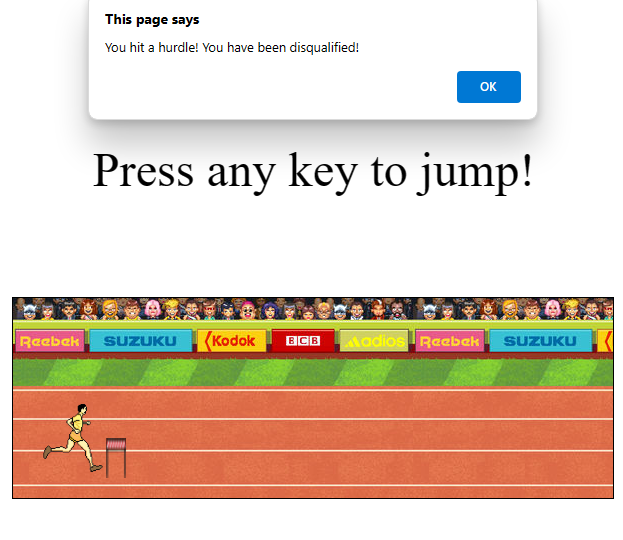 This page says
You hit a hurdle! You have been disqualified!
OK
Press any key to jump!
Reebek SUZUKU Kodok BCB adios Reebek SUZUKU